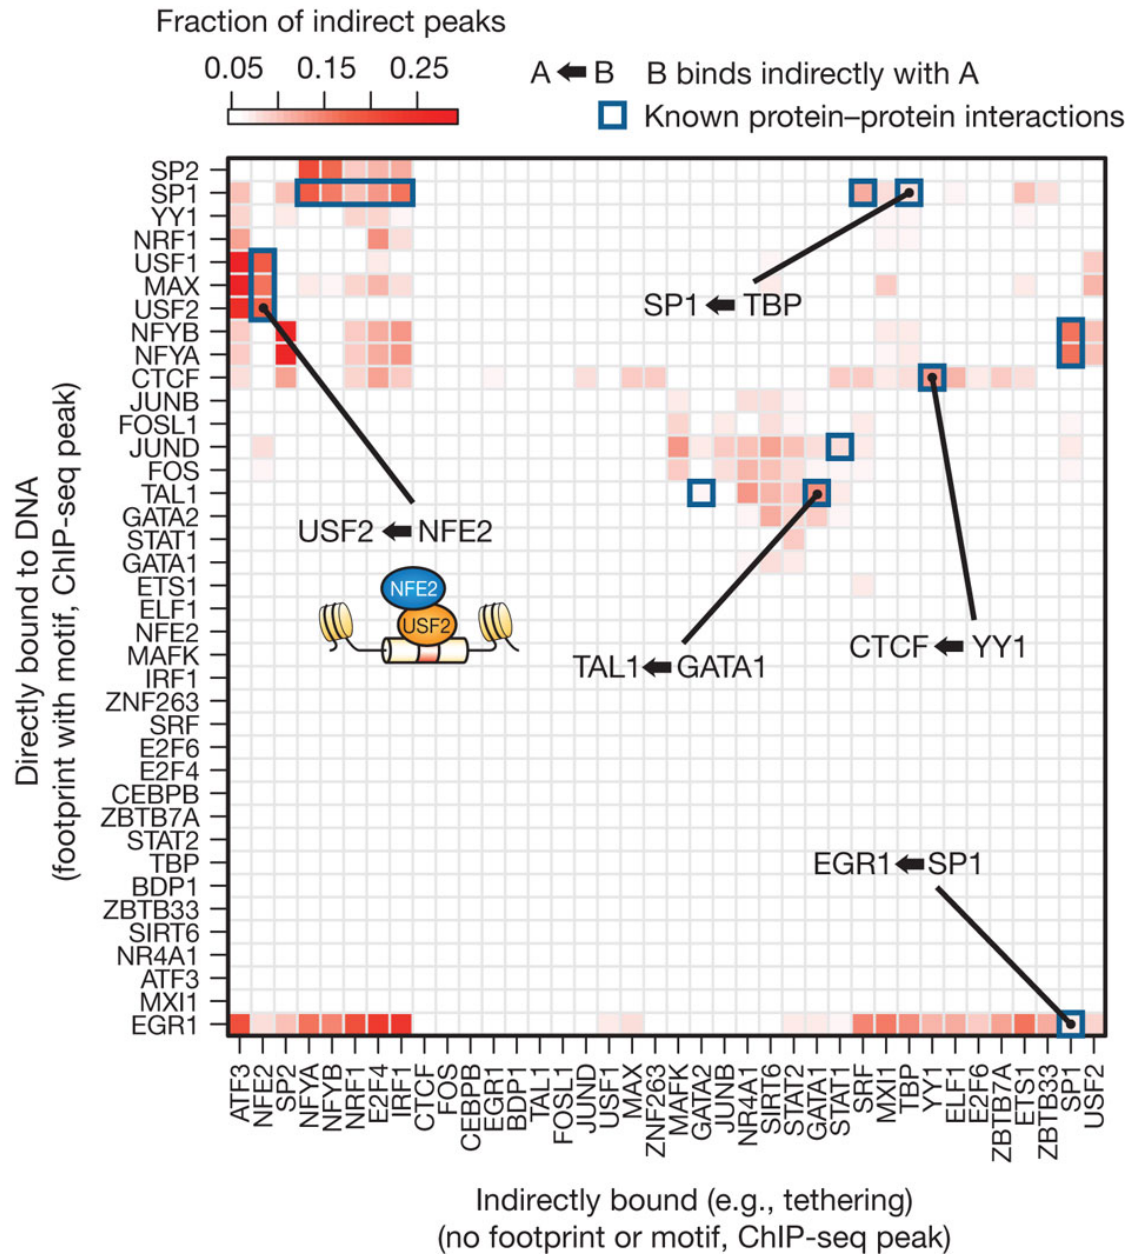 Fraction of indirect peaks
0.05 0.15 0.25
A B B binds indirectly with A
Known protein–protein interactions
SP2
SP1
YY1
NRF1
USF1
MAX
USF2
NFYB
NFYA
CTCF
JUNB
FOSL1
JUND
FOS
TAL1
GATA2
STAT1
GATA1
ETS1
ELF1
NFE2
MAFK
IRF1
ZNF263
SRF
E2F6
E2F4
CEBPB
ZBTB7A
STAT2
TBP
BDP1
ZBTB33
SIRT6
NR4A1
ATF3
MXI1
EGR1
Directly bound to DNA
(footprint with motif, ChIP-seq peak)
SP1 TBP
USF2 NFE2
NFE2
USF2
TAL1 GATA1
CTCF YY1
EGR1 SP1
ATF3
NFE2
SP2
NFYA
NFYB
NRF1
E2F4
IRF1
CTCF
FOS
CEBPB
EGR1
BDP1
TAL1
FOSL1
JUND
USF1
MAX
ZNF263
MAFK
GATA2
JUNB
NR4A1
SIRT6
STAT2
GATA1
STAT1
SRF
MXI1
TBP
YY1
ELF1
E2F6
ZBTB7A
ETS1
ZBTB33
SP1
USF2
Indirectly bound (e.g., tethering)
(no footprint or motif, ChIP-seq peak)